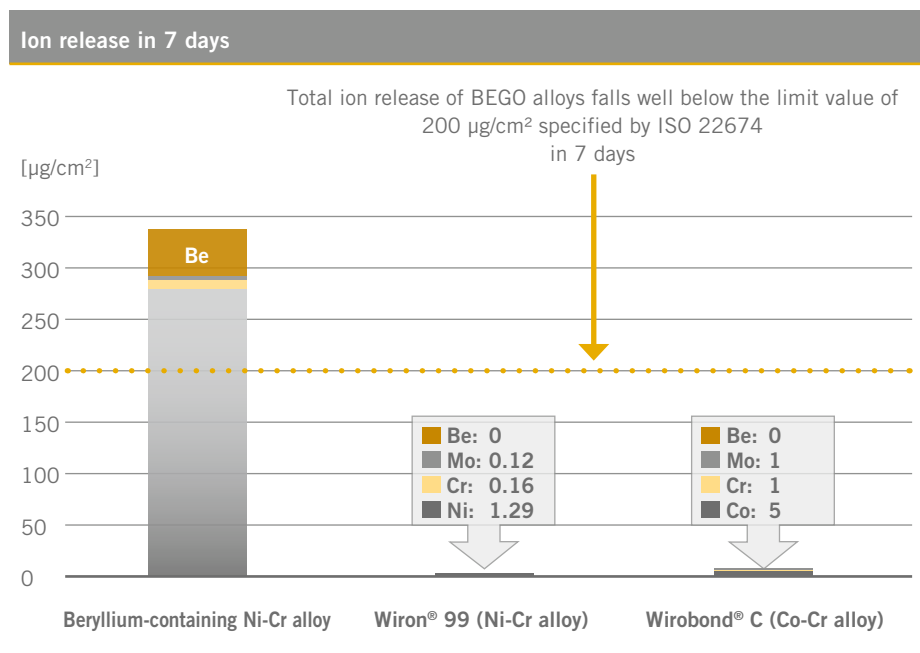 Ion release in 7 days
Total ion release of BEGO alloys falls well below the limit value of
200 µg/cm² specified by ISO 22674
in 7 days
[µg/cm²]
350
300
250
200
150
100
50
0
Be
Be: 0
Mo: 0.12
Cr: 0.16
Ni: 1.29
Be: 0
Mo: 1
Cr: 1
Co: 5
Beryllium-containing Ni-Cr alloy
Wiron® 99 (Ni-Cr alloy)
Wirobond® C (Co-Cr alloy)